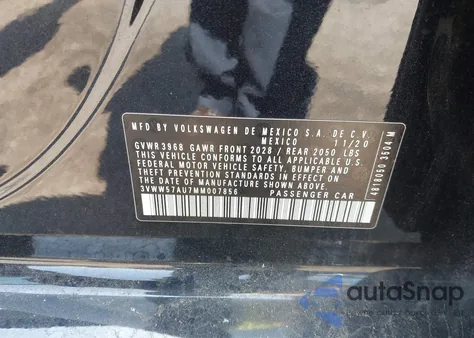 MFD BY VOLKSWAGEN DE MEXICO S.A. DE C.V.
MEXICO 11/20
GVWR 3968 GAWR FRONT 2028 / REAR 2050 LBS
THIS VEHICLE CONFORMS TO ALL APPLICABLE U.S.
FEDERAL MOTOR VEHICLE SAFETY, BUMPER AND
THEFT PREVENTION STANDARDS IN EFFECT
ON THE DATE OF MANUFACTURE SHOWN ABOVE
3VWW57AU7MM007856 PASSENGER CAR
4618050 3504 M
autoSnap